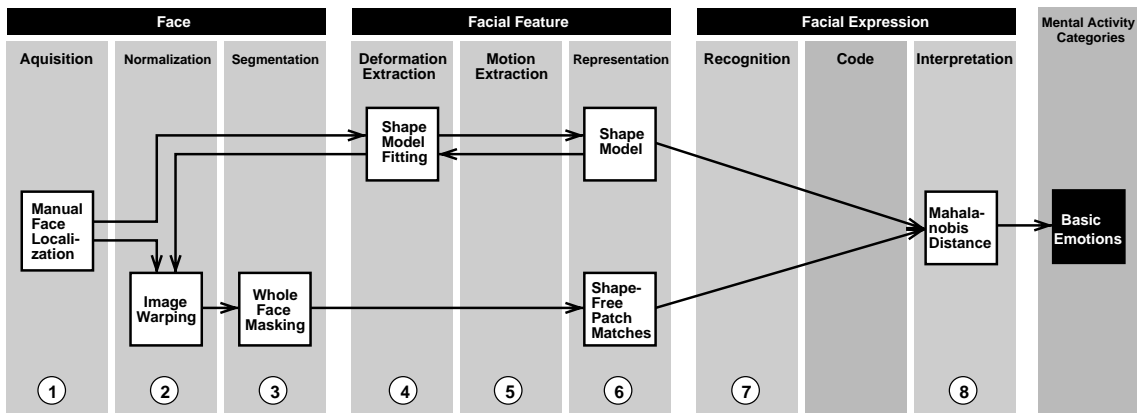 Face
Facial Feature
Facial Expression
Mental Activity
Categories
Aquisition
Normalization
Segmentation
Deformation
Extraction
Motion
Extraction
Representation
Recognition
Code
Interpretation
Shape
Model
Fitting
Shape
Model
Manual
Face
Locali-
zation
Mahala-
nobis
Distance
Basic
Emotions
Image
Warping
Whole
Face
Masking
Shape-
Free
Patch
Matches
1
2
3
4
5
6
7
8